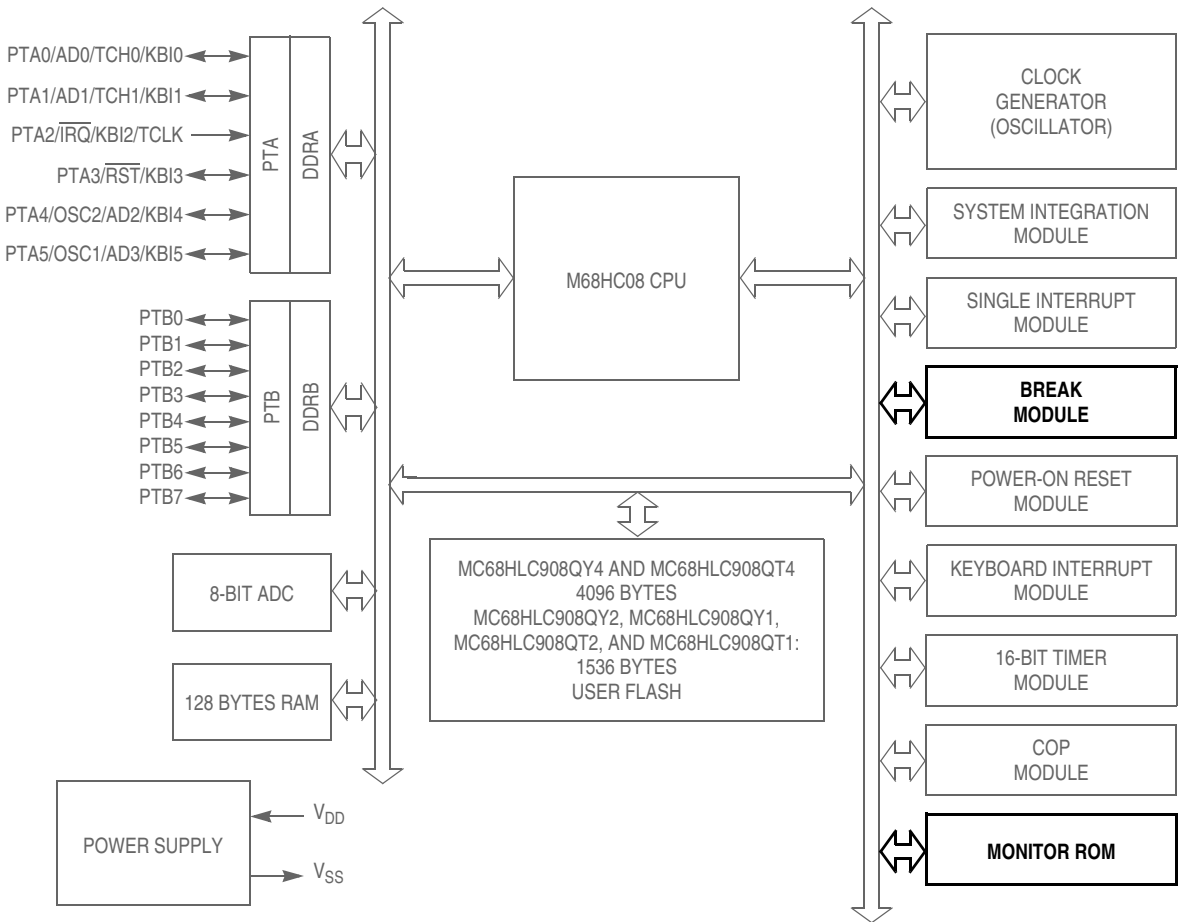 PTA0/AD0/TCH0/KBI0
PTA1/AD1/TCH1/KBI1
PTA2/IRQ/KBI2/TCLK
PTA3/RST/KBI3
PTA4/OSC2/AD2/KBI4
PTA5/OSC1/AD3/KBI5
PTA
DDRA
PTB0
PTB1
PTB2
PTB3
PTB4
PTB5
PTB6
PTB7
PTB
DDRB
8-BIT ADC
128 BYTES RAM
POWER SUPPLY
VDD
VSS
M68HC08 CPU
MC68HLC908QY4 AND MC68HLC908QT4
4096 BYTES
MC68HLC908QY2, MC68HLC908QY1,
MC68HLC908QT2, AND MC68HLC908QT1:
1536 BYTES
USER FLASH
CLOCK
GENERATOR
(OSCILLATOR)
SYSTEM INTEGRATION
MODULE
SINGLE INTERRUPT
MODULE
BREAK
MODULE
POWER-ON RESET
MODULE
KEYBOARD INTERRUPT
MODULE
16-BIT TIMER
MODULE
COP
MODULE
MONITOR ROM